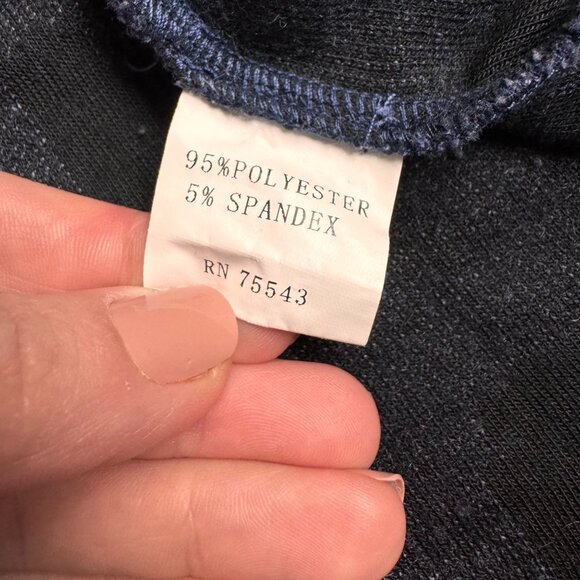 95%POLYESTER
5% SPANDEX
RN 75543